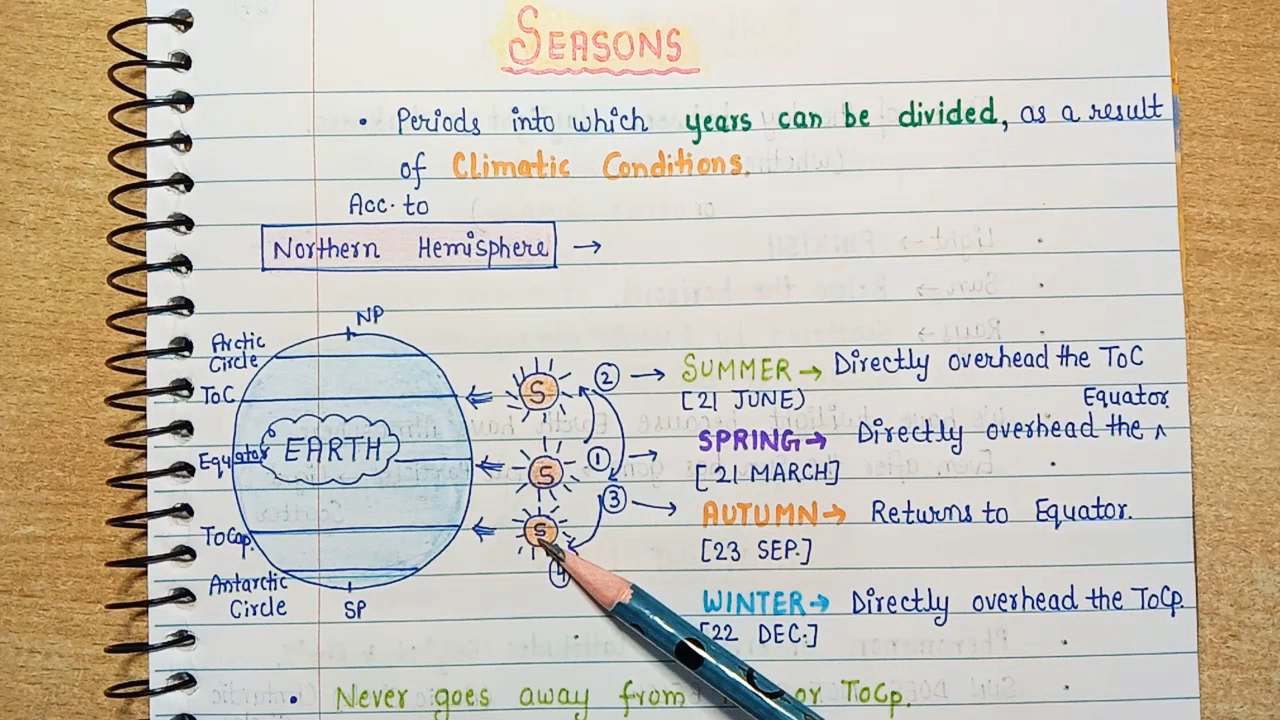 SEASONS
• Periods into which years can be divided, as a result
of Climatic Conditions.
Acc. to
Northern Hemisphere →
NP
Arctic
Circle
ToC
EARTH
Equator
ToCap.
Antarctic
Circle
SP
S
S
S
② → SUMMER → Directly overhead the ToC
[21 JUNE)
Equator.
① → SPRING → Directly overhead the ^
[21 MARCH]
③ → AUTUMN → Returns to Equator.
[23 SEP.]
④
WINTER → Directly overhead the ToCp.
[22 DEC.]
• Never goes away from or ToCp.